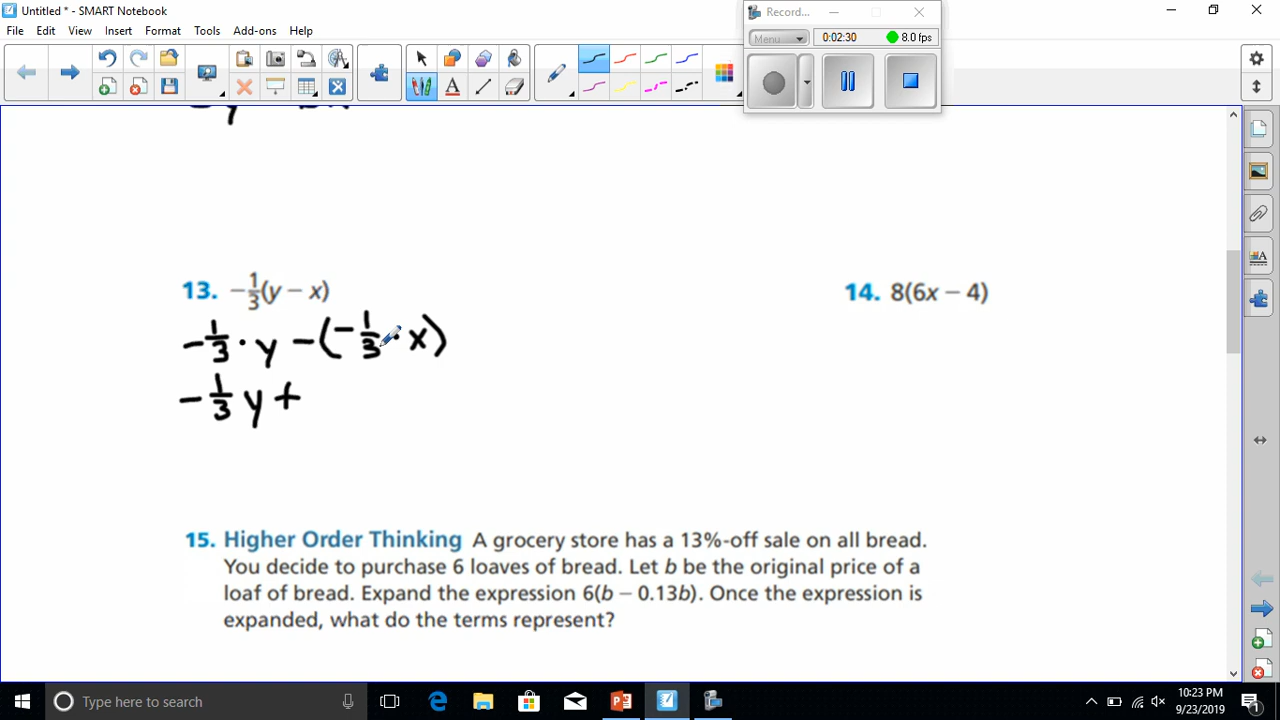 Untitled * - SMART Notebook
Record...
File Edit View Insert Format Tools Add-ons Help
Menu 0:02:30 8.0 fps
A
13. −1/3(y − x)
14. 8(6x − 4)
-1/3 · y - (-1/3 · x)
-1/3 y +
15. Higher Order Thinking A grocery store has a 13%-off sale on all bread.
You decide to purchase 6 loaves of bread. Let b be the original price of a
loaf of bread. Expand the expression 6(b − 0.13b). Once the expression is
expanded, what do the terms represent?
Type here to search
10:23 PM
9/23/2019
1